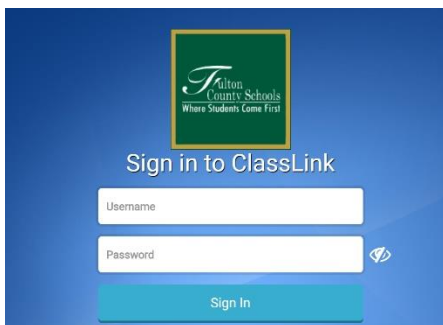 Fulton
County Schools
Where Students Come First
Sign in to ClassLink
Username
Password
Sign In